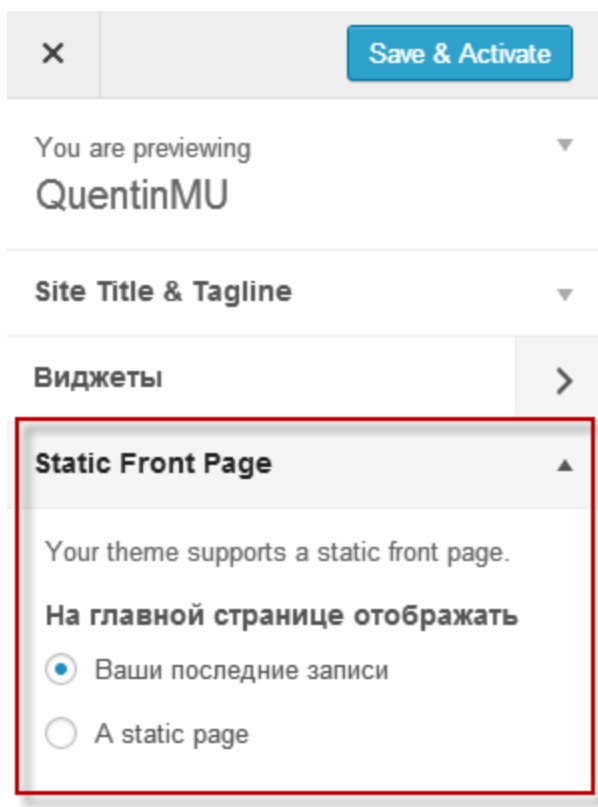 Save & Activate
You are previewing
QuentinMU
Site Title & Tagline
Виджеты
Static Front Page
Your theme supports a static front page.
На главной странице отображать
Ваши последние записи
A static page